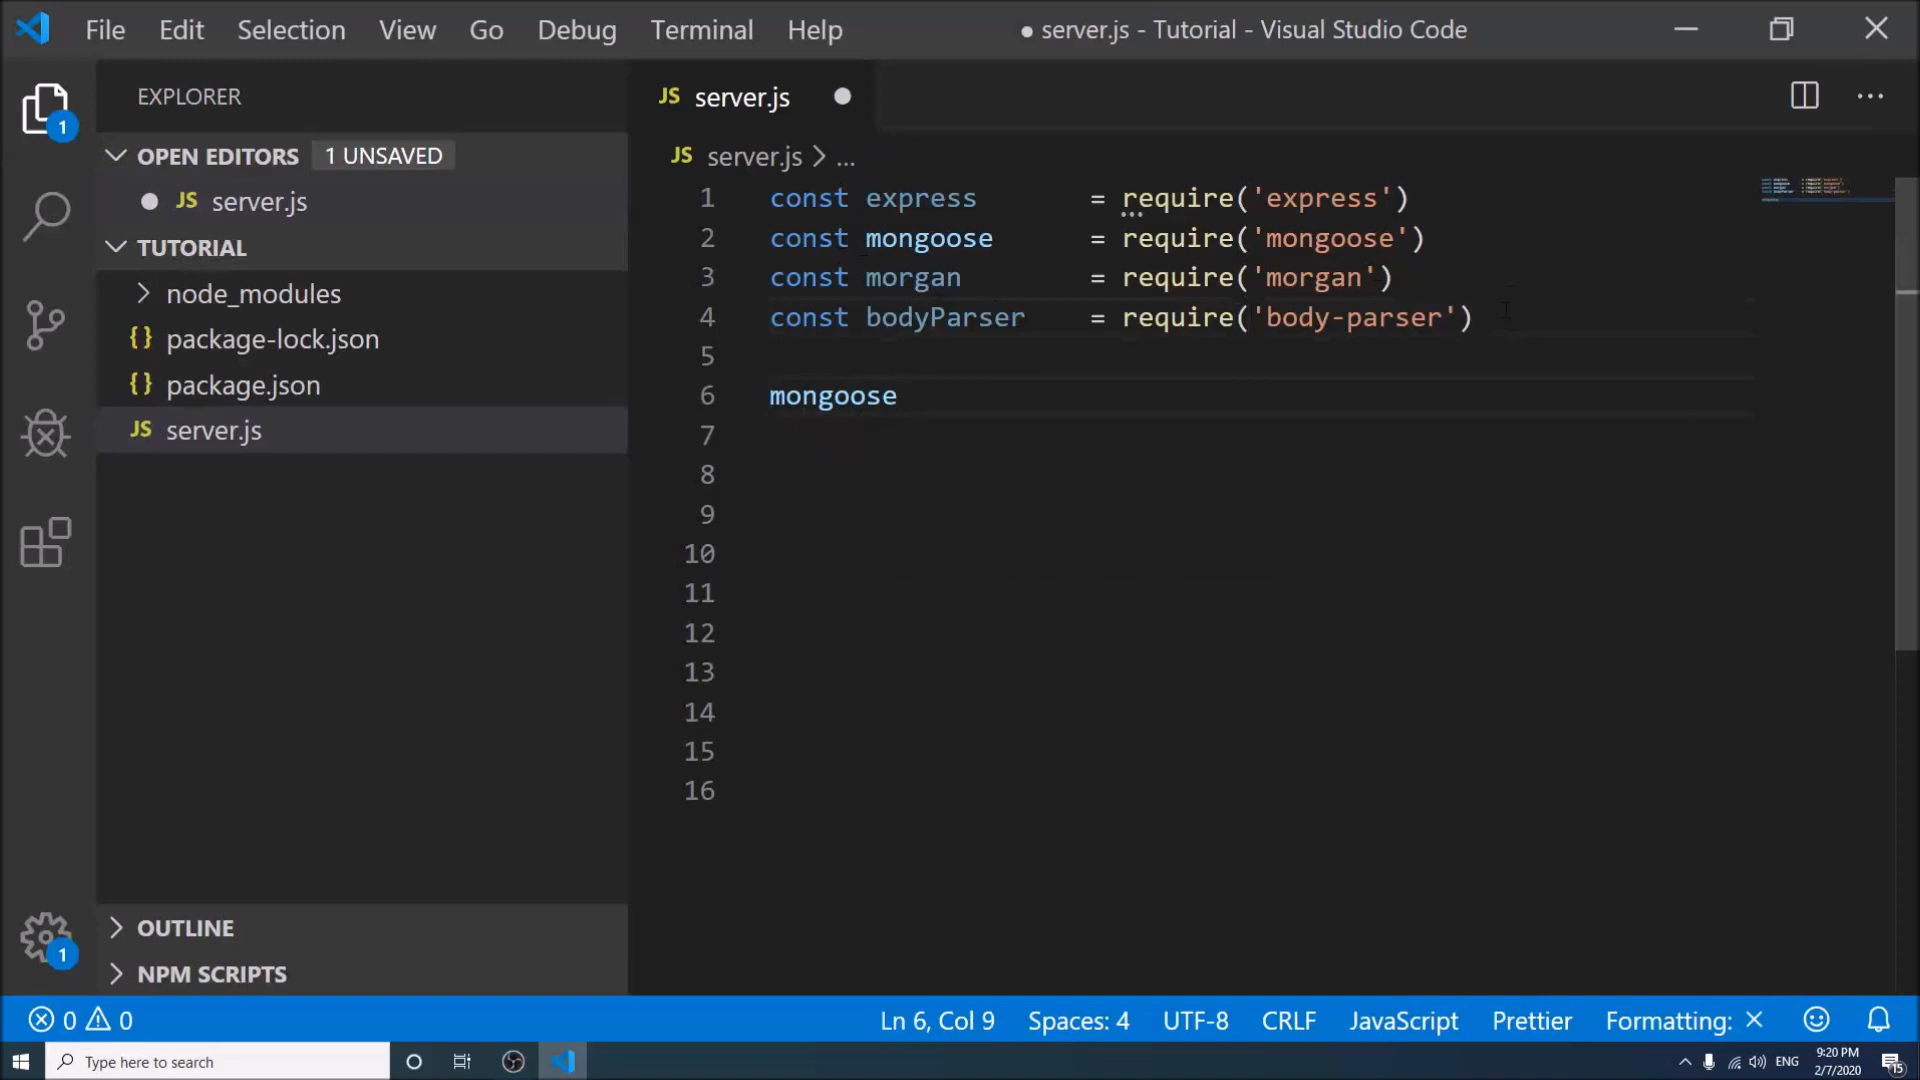 File Edit Selection View Go Debug Terminal Help ● server.js - Tutorial - Visual Studio Code
EXPLORER
OPEN EDITORS 1 UNSAVED
JS server.js
TUTORIAL
node_modules
{} package-lock.json
{} package.json
JS server.js
OUTLINE
NPM SCRIPTS
1
1
JS server.js
JS server.js > ...
1 const express = require('express')
2 const mongoose = require('mongoose')
3 const morgan = require('morgan')
4 const bodyParser = require('body-parser')
5
6 mongoose
7
8
9
10
11
12
13
14
15
16
0 0 Ln 6, Col 9 Spaces: 4 UTF-8 CRLF JavaScript Prettier Formatting: ×
Type here to search ENG 9:20 PM
2/7/2020 15